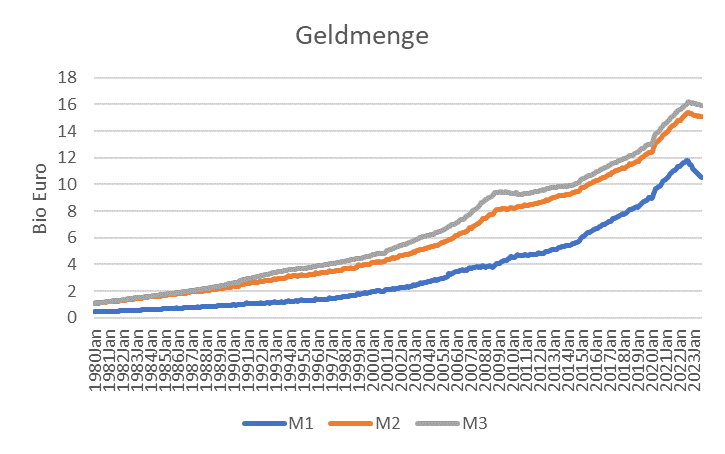 Geldmenge
Bio Euro
18
16
14
12
10
8
6
4
2
0
1980Jan
1981Jan
1982Jan
1983Jan
1984Jan
1985Jan
1986Jan
1987Jan
1988Jan
1989Jan
1990Jan
1991Jan
1992Jan
1993Jan
1994Jan
1995Jan
1996Jan
1997Jan
1998Jan
1999Jan
2000Jan
2001Jan
2002Jan
2003Jan
2004Jan
2005Jan
2006Jan
2007Jan
2008Jan
2009Jan
2010Jan
2011Jan
2012Jan
2013Jan
2014Jan
2015Jan
2016Jan
2017Jan
2018Jan
2019Jan
2020Jan
2021Jan
2022Jan
2023Jan
M1 M2 M3